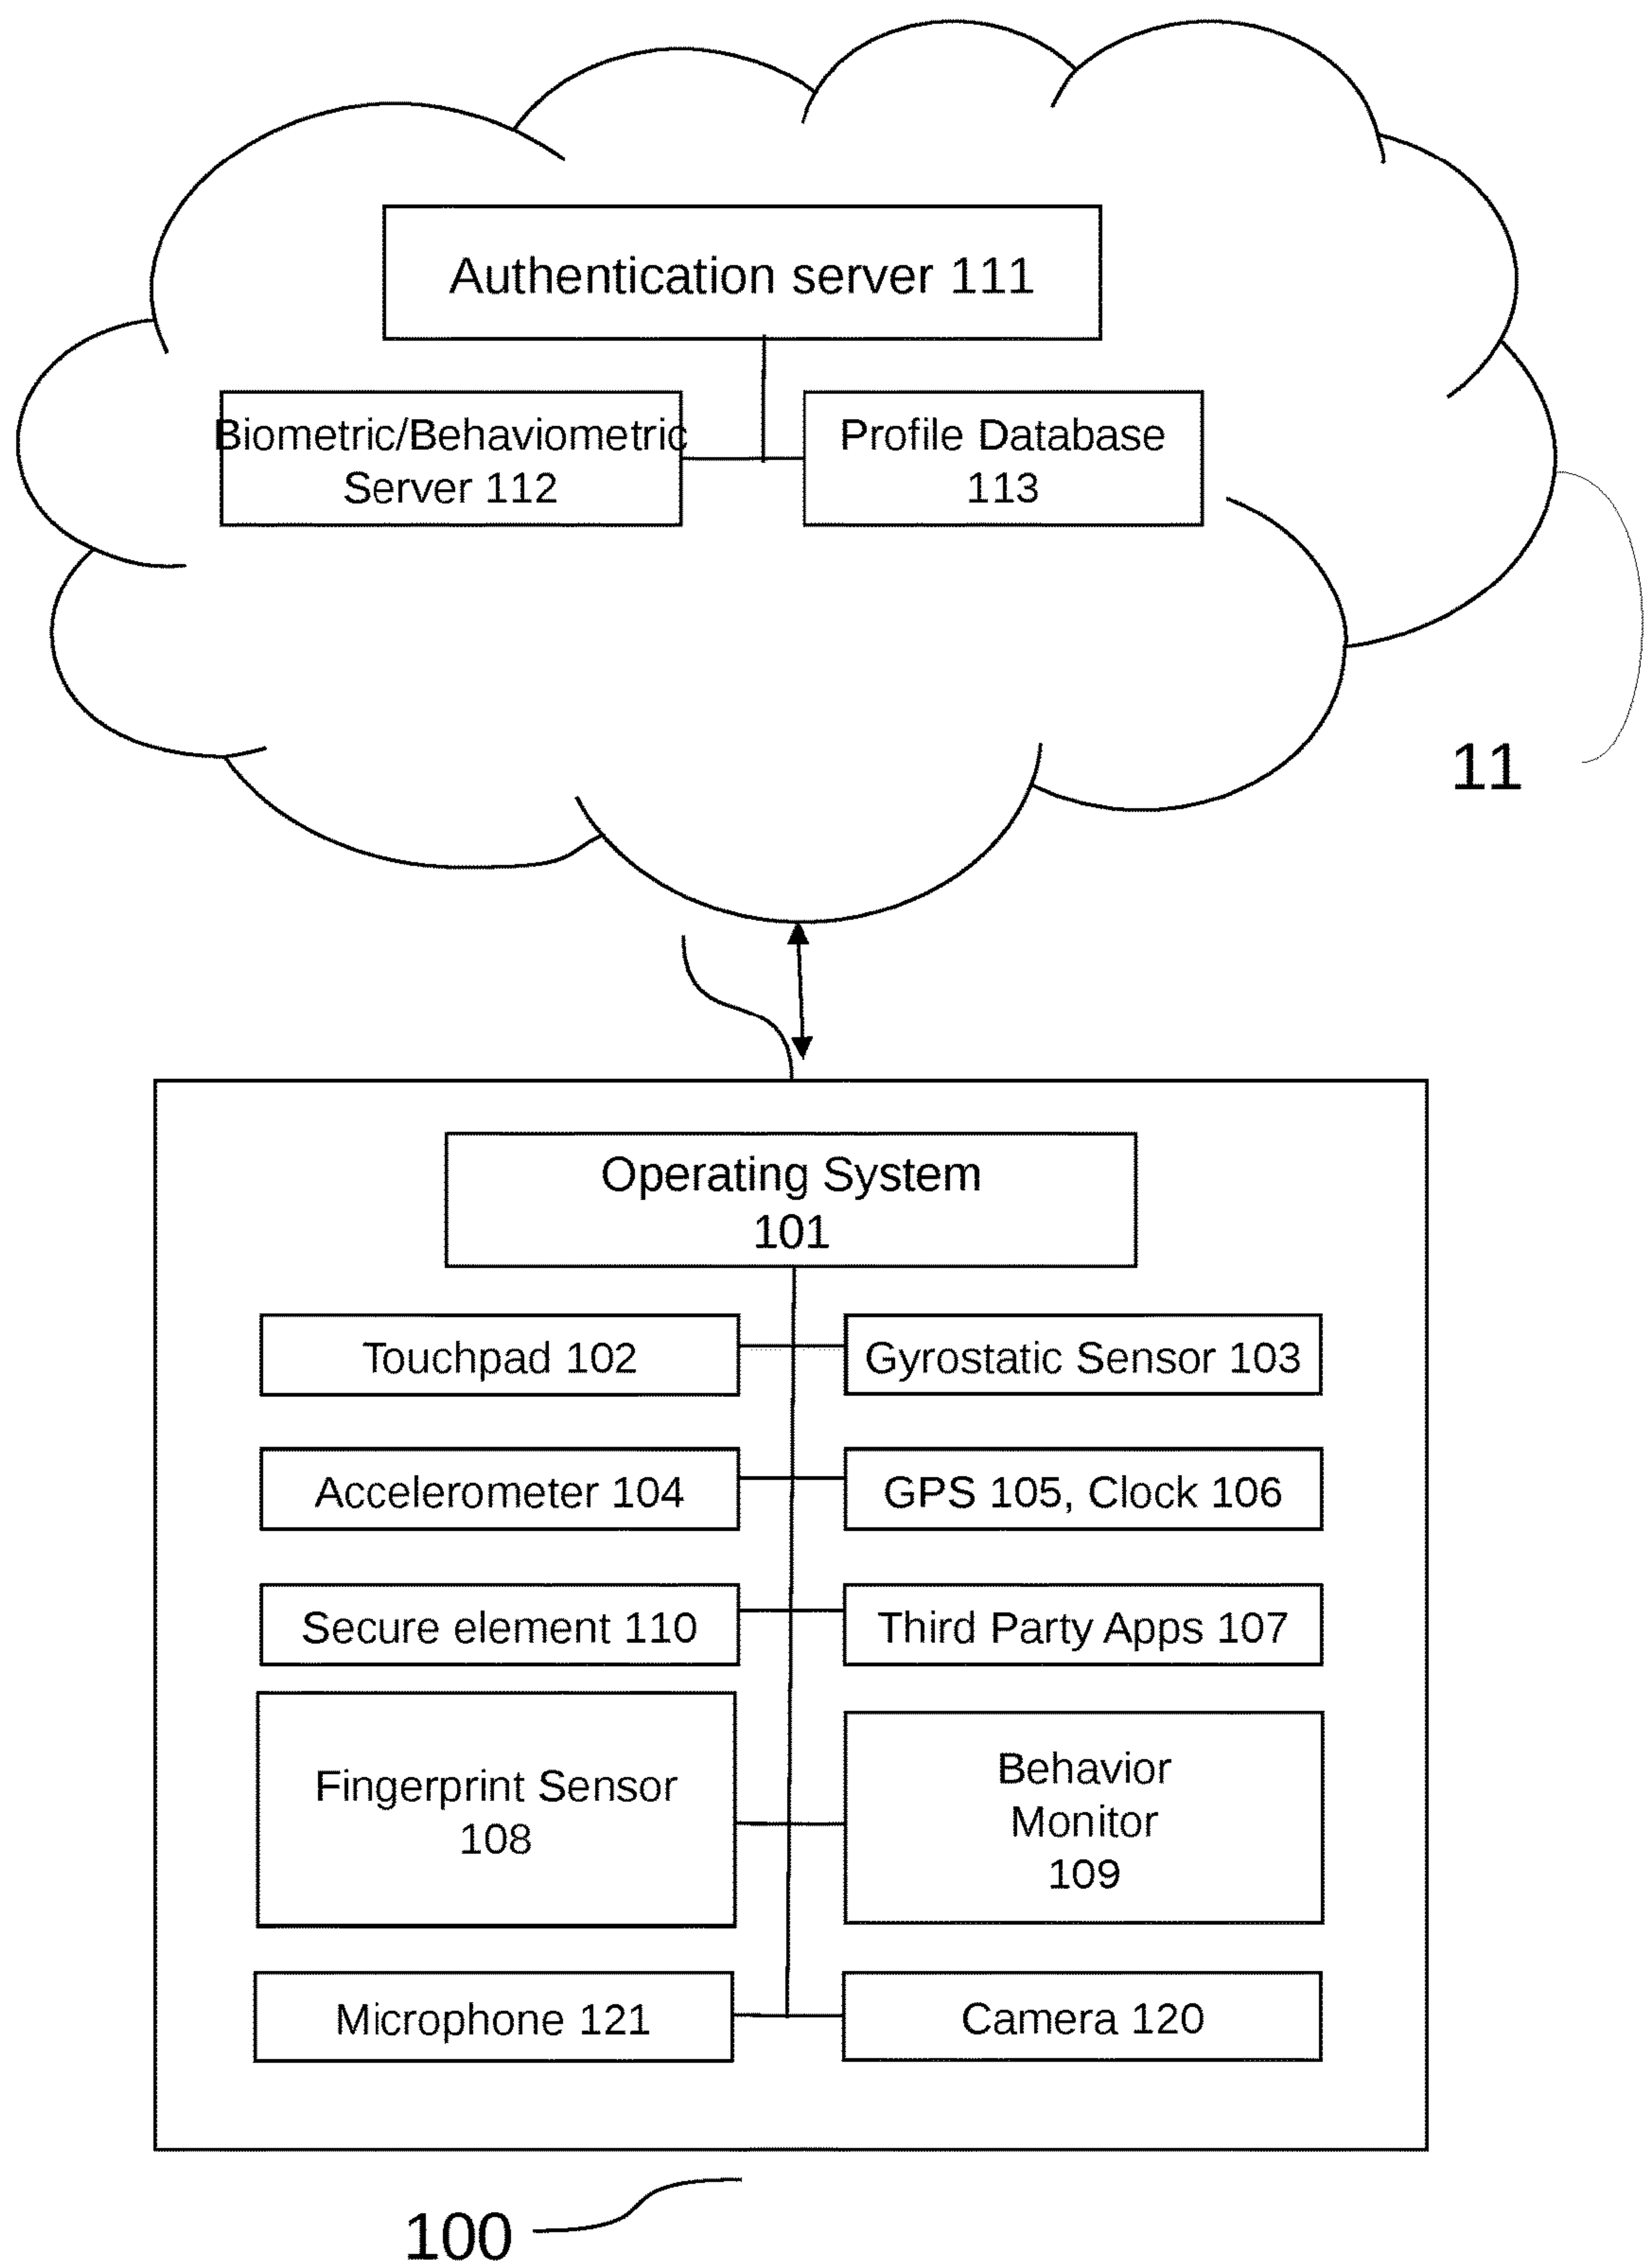 Authentication server 111
Biometric/Behaviometric
Server 112
Profile Database
113
11
Operating System
101
Touchpad 102
Gyrostatic Sensor 103
Accelerometer 104
GPS 105, Clock 106
Secure element 110
Third Party Apps 107
Fingerprint Sensor
108
Behavior
Monitor
109
Microphone 121
Camera 120
100